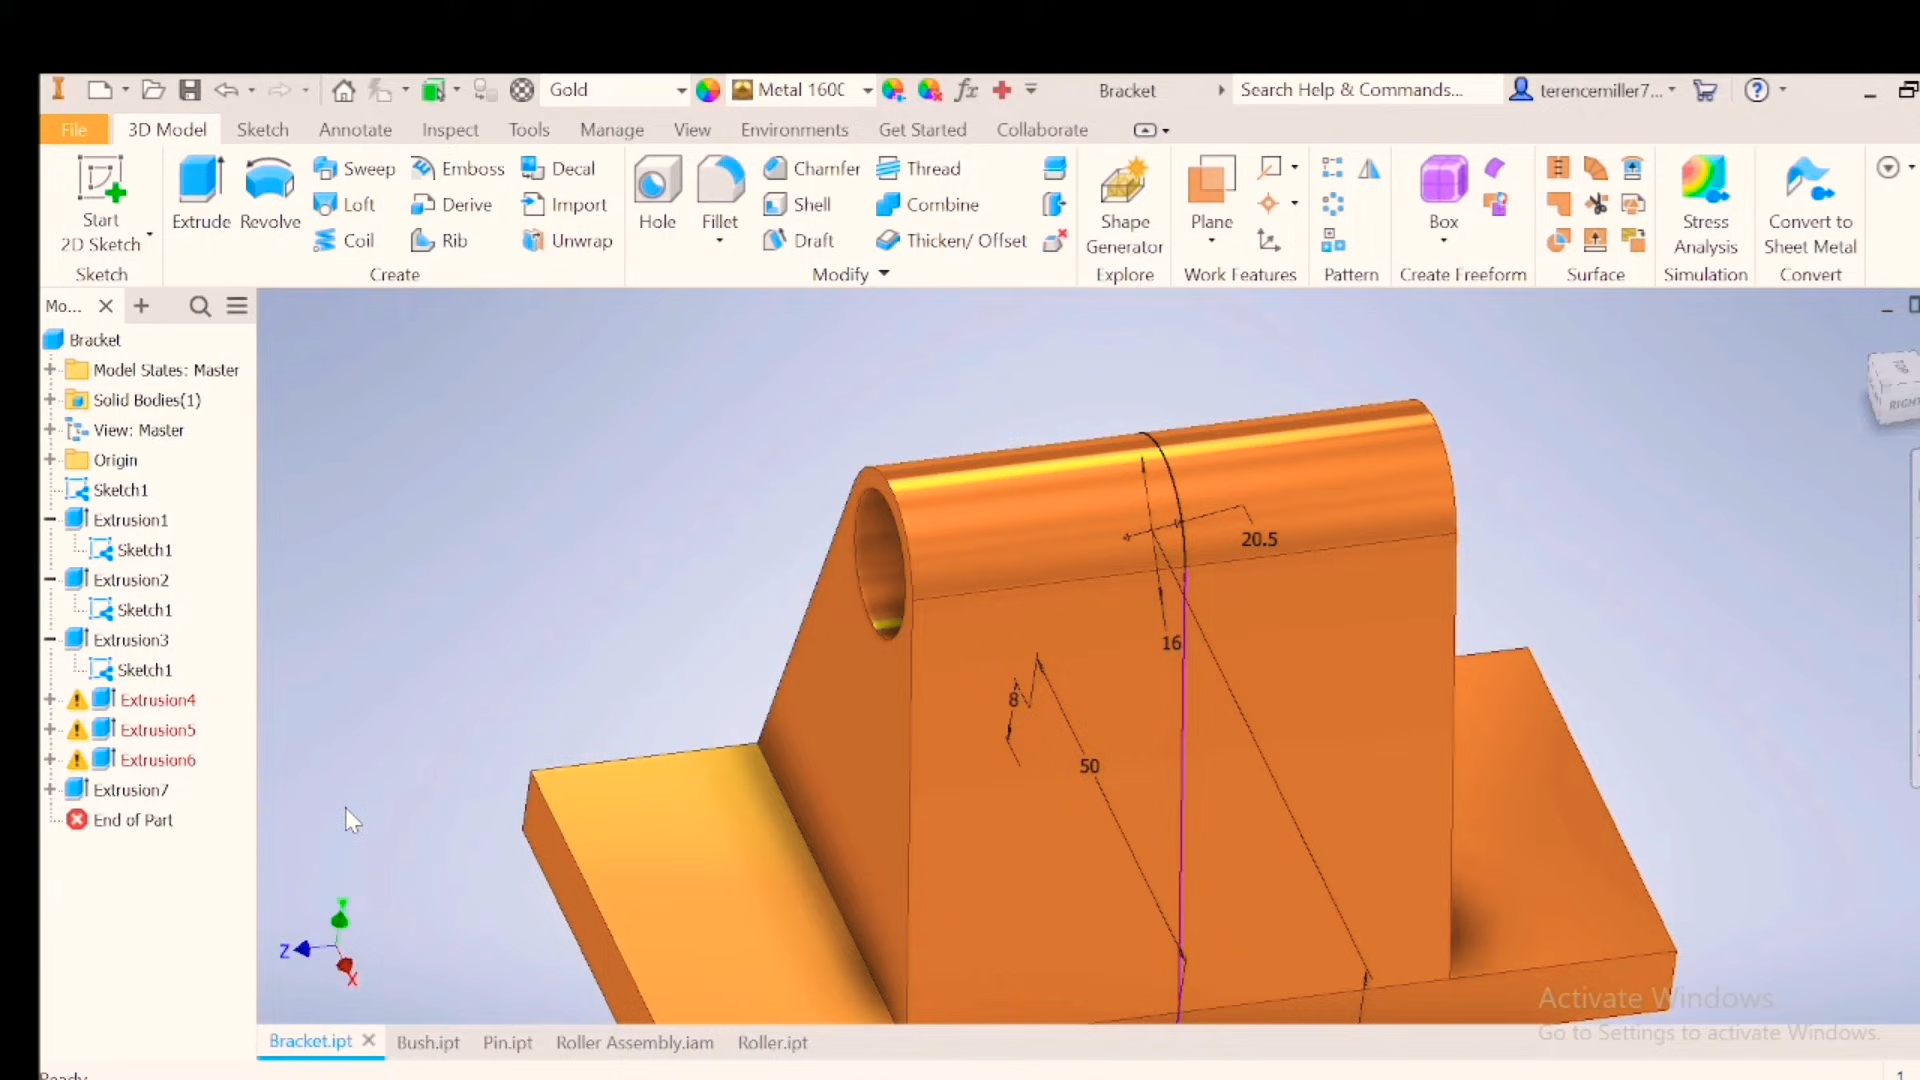 Gold
Metal 160C
fx
Bracket
Search Help & Commands...
terencemiller7...
File
3D Model
Sketch
Annotate
Inspect
Tools
Manage
View
Environments
Get Started
Collaborate
Start
2D Sketch
Sketch
Extrude
Revolve
Sweep
Loft
Coil
Emboss
Derive
Rib
Decal
Import
Unwrap
Create
Hole
Fillet
Chamfer
Shell
Draft
Thread
Combine
Thicken/ Offset
Modify
Shape
Generator
Explore
Plane
Work Features
Pattern
Box
Create Freeform
Surface
Stress
Analysis
Simulation
Convert to
Sheet Metal
Convert
Mo...
Bracket
Model States: Master
Solid Bodies(1)
View: Master
Origin
Sketch1
Extrusion1
Sketch1
Extrusion2
Sketch1
Extrusion3
Sketch1
Extrusion4
Extrusion5
Extrusion6
Extrusion7
End of Part
TOP
RIGHT
20.5
16
8
50
Z
X
Activate Windows
Go to Settings to activate Windows.
Bracket.ipt
Bush.ipt
Pin.ipt
Roller Assembly.iam
Roller.ipt
Ready
1